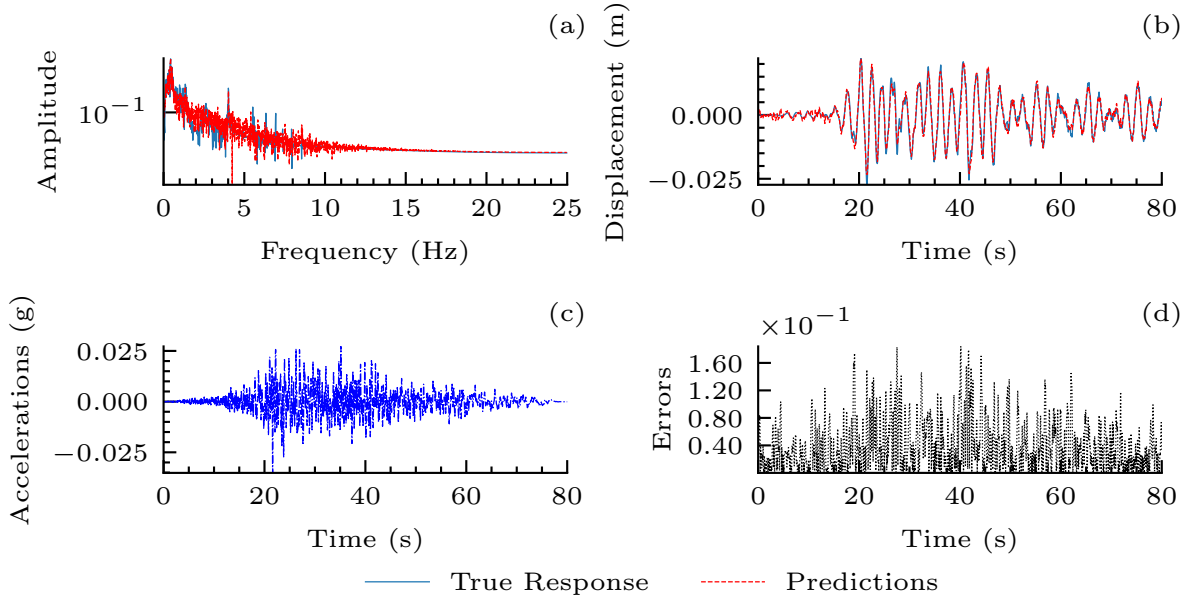 (a)
Amplitude
10⁻¹
0 5 10 15 20 25
Frequency (Hz)
(b)
Displacement (m)
0.000
−0.025
0 20 40 60 80
Time (s)
(c)
Accelerations (g)
0.025
0.000
−0.025
0 20 40 60 80
Time (s)
(d)
×10⁻¹
Errors
1.60
1.20
0.80
0.40
0 20 40 60 80
Time (s)
True Response
Predictions